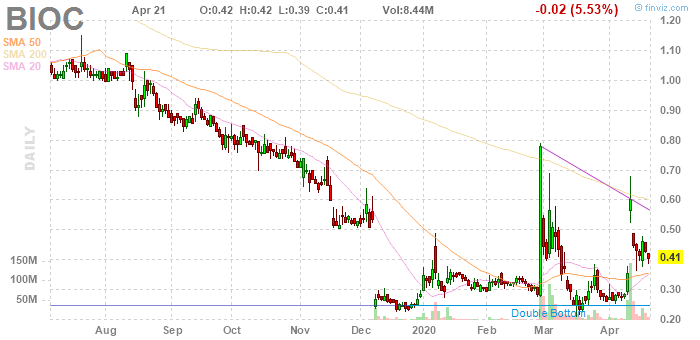 BIOC Apr 21 O:0.42 H:0.42 L:0.39 C:0.41 Vol:8.44M -0.02 (5.53%) © finviz.com
SMA 50
SMA 200
SMA 20
DAILY
1.20
1.10
1.00
0.90
0.80
0.70
0.60
0.50
0.41
0.30
0.20
150M
100M
50M
Double Bottom
Aug Sep Oct Nov Dec 2020 Feb Mar Apr